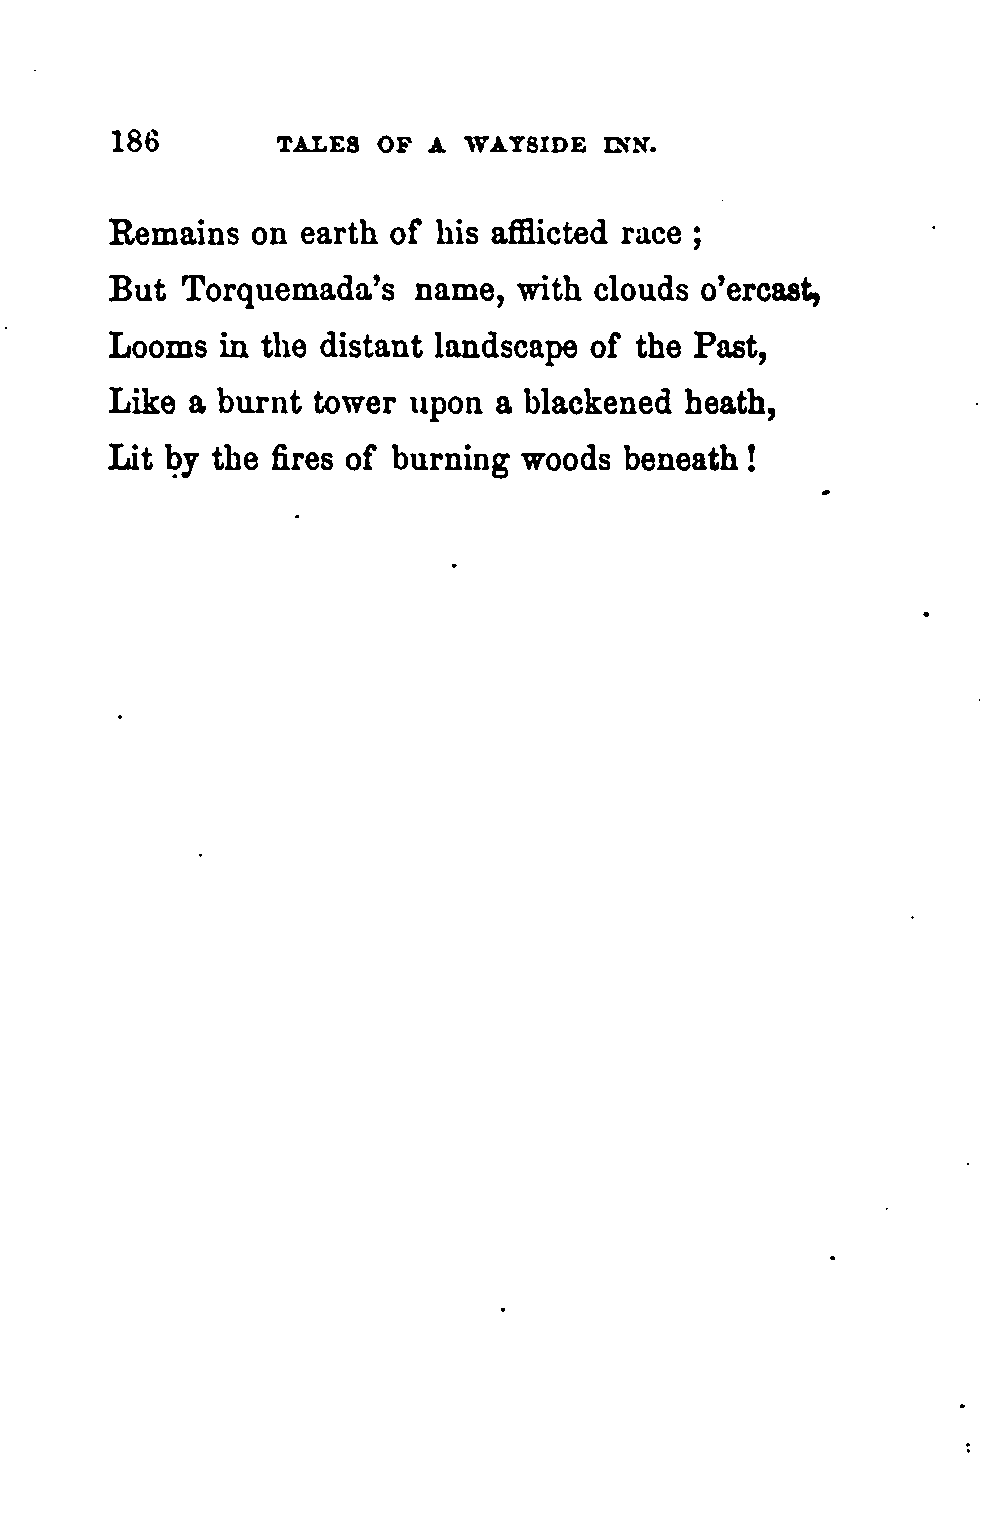 186 TALES OF A WAYSIDE INN.
Remains on earth of his afflicted race ;
But Torquemada's name, with clouds o'ercast,
Looms in the distant landscape of the Past,
Like a burnt tower upon a blackened heath,
Lit by the fires of burning woods beneath !